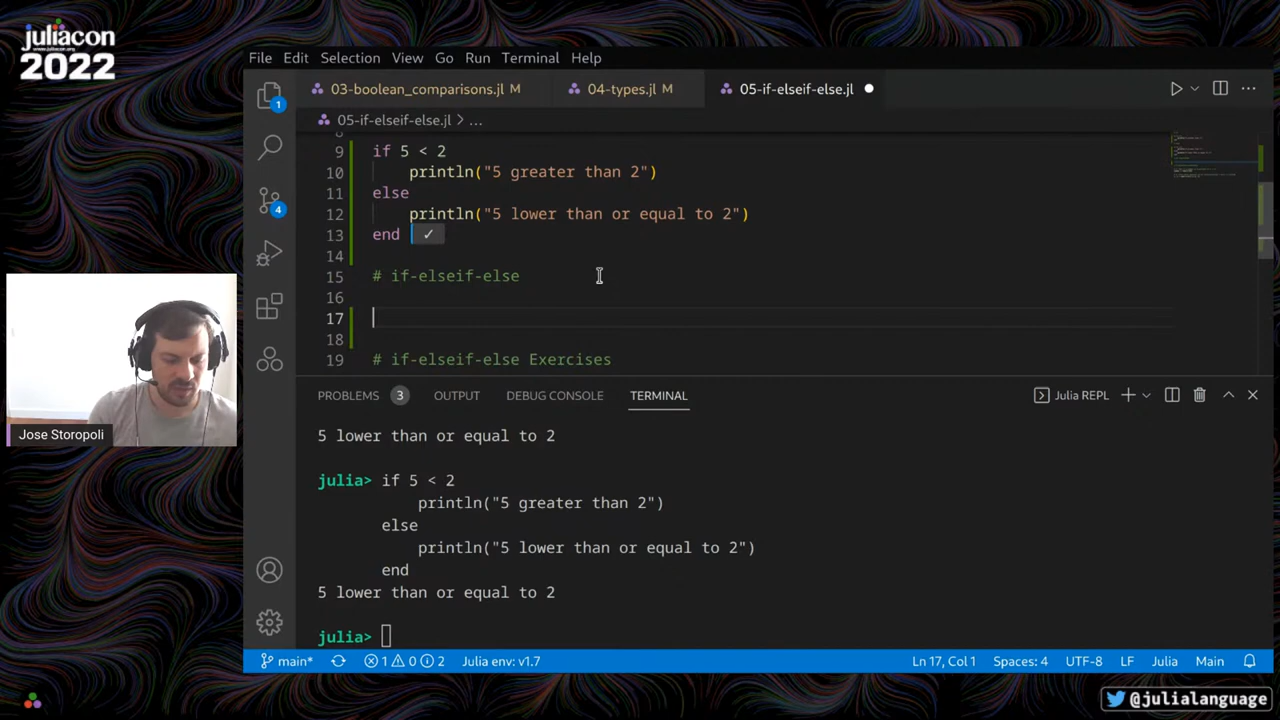 juliacon
www.juliacon.org
2022
File Edit Selection View Go Run Terminal Help
03-boolean_comparisons.jl M 04-types.jl M 05-if-elseif-else.jl
05-if-elseif-else.jl > ...
9 if 5 < 2
10 println("5 greater than 2")
11 else
12 println("5 lower than or equal to 2")
13 end ✓
14
15 # if-elseif-else
16
17
18
19 # if-elseif-else Exercises
1
4
Jose Storopoli
PROBLEMS 3 OUTPUT DEBUG CONSOLE TERMINAL Julia REPL
5 lower than or equal to 2
julia> if 5 < 2
println("5 greater than 2")
else
println("5 lower than or equal to 2")
end
5 lower than or equal to 2
julia>
main* 1 0 2 Julia env: v1.7 Ln 17, Col 1 Spaces: 4 UTF-8 LF Julia Main
@julialanguage